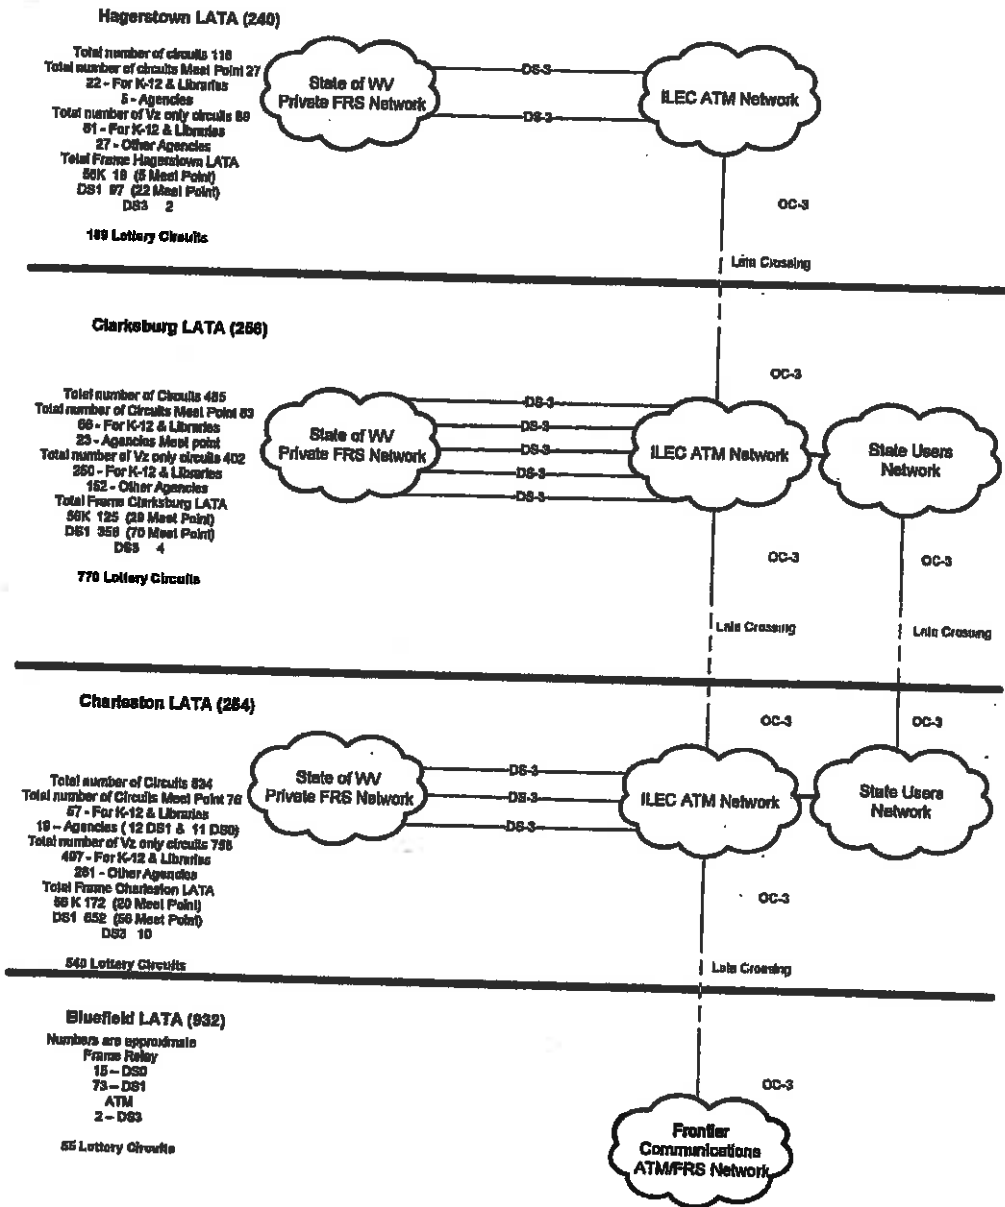 Hagerstown LATA (240)
Total number of circuits 116
Total number of circuits Meet Point 27
22 - For K-12 & Libraries
5 - Agencies
Total number of Vz only circuits 89
61 - For K-12 & Libraries
27 - Other Agencies
Total Frame Hagerstown LATA
56K 19 (5 Meet Point)
DS1 97 (22 Meet Point)
DS3 2
189 Lottery Circuits
State of WV
Private FRS Network
DS-3
DS-3
ILEC ATM Network
OC-3
Lata Crossing
Clarksburg LATA (256)
Total number of Circuits 485
Total number of Circuits Meet Point 83
66 - For K-12 & Libraries
23 - Agencies Meet point
Total number of Vz only circuits 402
250 - For K-12 & Libraries
152 - Other Agencies
Total Frame Clarksburg LATA
56K 125 (29 Meet Point)
DS1 356 (70 Meet Point)
DS3 4
770 Lottery Circuits
State of WV
Private FRS Network
DS-3
DS-3
DS-3
DS-3
DS-3
OC-3
ILEC ATM Network
State Users
Network
OC-3
OC-3
Lata Crossing
Lata Crossing
Charleston LATA (254)
Total number of Circuits 834
Total number of Circuits Meet Point 76
57 - For K-12 & Libraries
19 – Agencies ( 12 DS1 & 11 DS0)
Total number of Vz only circuits 758
497 - For K-12 & Libraries
261 - Other Agencies
Total Frame Charleston LATA
56 K 172 (20 Meet Point)
DS1 652 (56 Meet Point)
DS3 10
540 Lottery Circuits
State of WV
Private FRS Network
DS-3
DS-3
DS-3
OC-3
OC-3
ILEC ATM Network
State Users
Network
OC-3
Lata Crossing
Bluefield LATA (932)
Numbers are approximate
Frame Relay
15 – DS0
73 – DS1
ATM
2 – DS3
55 Lottery Circuits
OC-3
Frontier
Communications
ATM/FRS Network